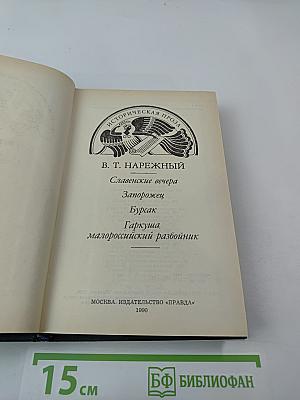 ИСТОРИЧЕСКАЯ ПРОЗА
В. Т. НАРЕЖНЫЙ
Славенские вечера
Запорожец
Бурсак
Гаркуша,
малороссийский разбойник
МОСКВА. ИЗДАТЕЛЬСТВО «ПРАВДА»
1990
15 см
БФ БИБЛИОФАН